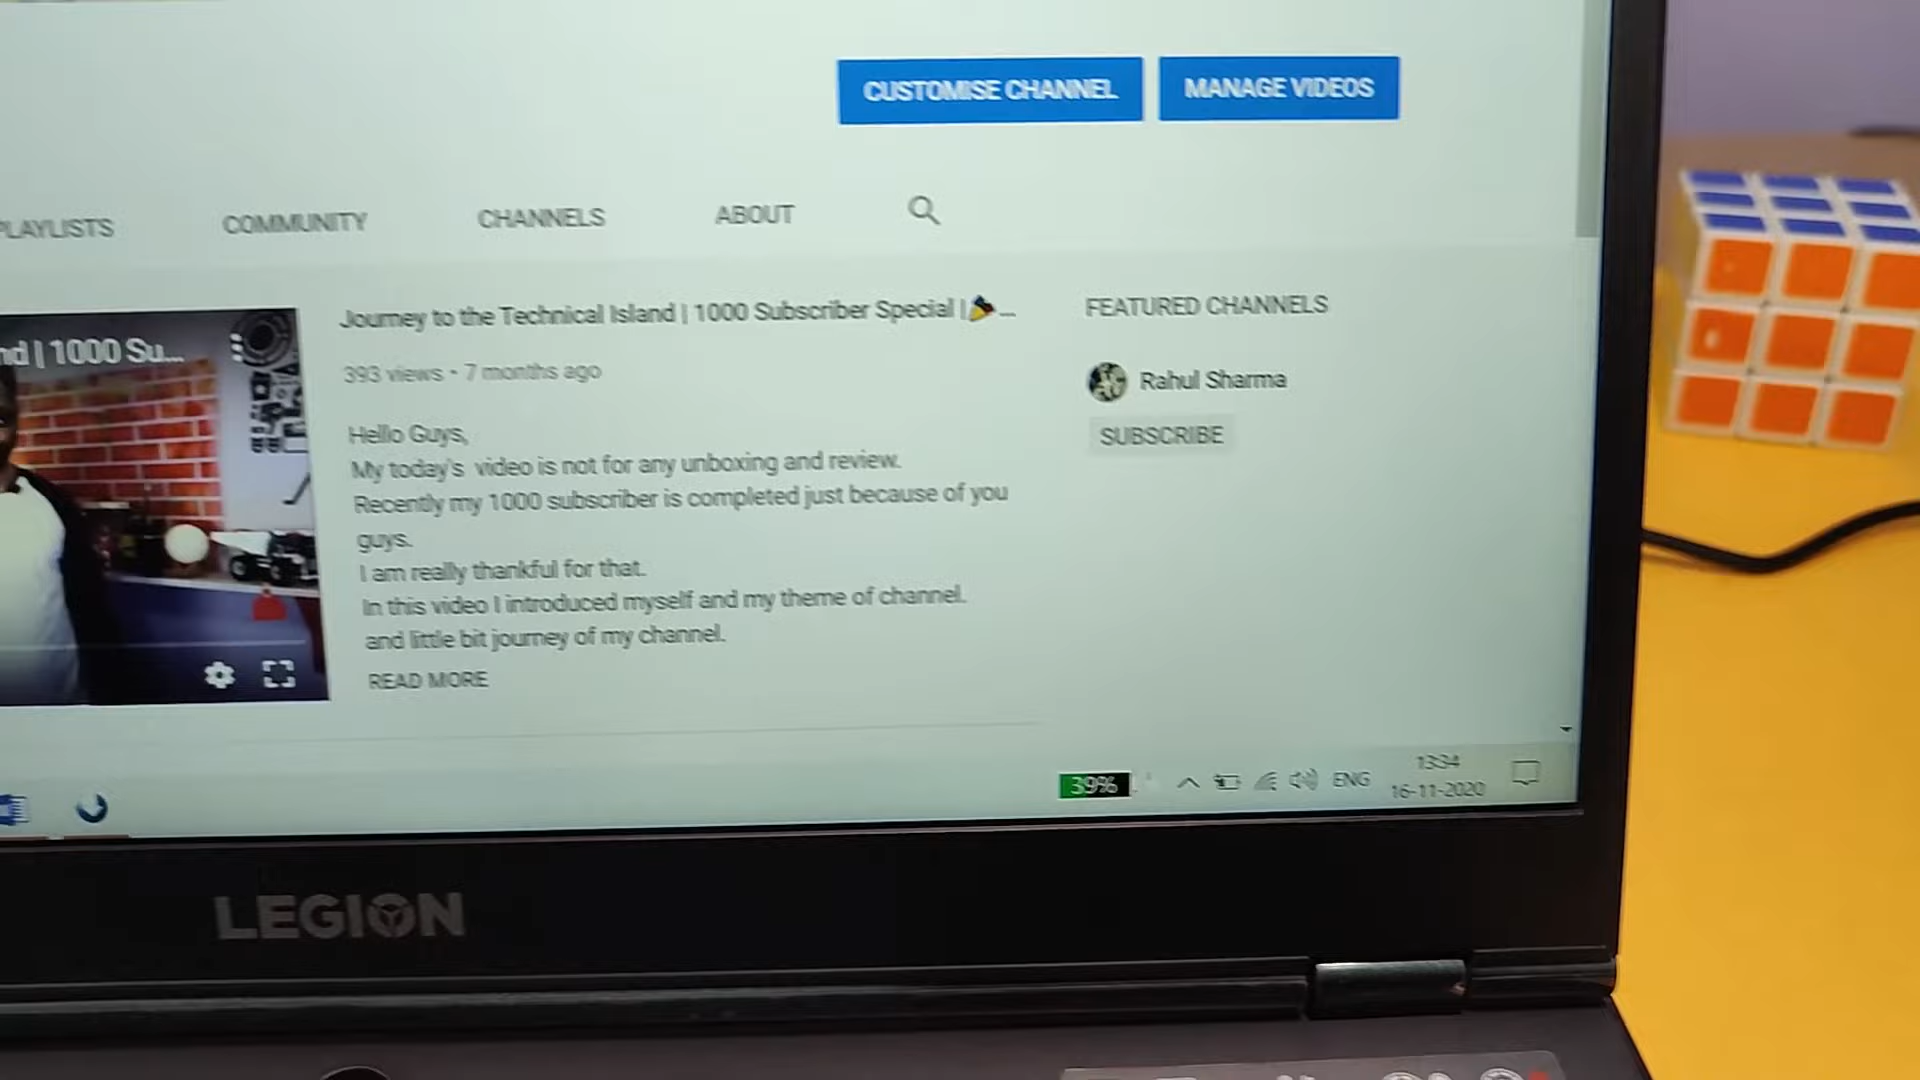 CUSTOMISE CHANNEL
MANAGE VIDEOS
PLAYLISTS
COMMUNITY
CHANNELS
ABOUT
nd | 1000 Su...
Journey to the Technical Island | 1000 Subscriber Special | ...
393 views • 7 months ago
Hello Guys,
My today's video is not for any unboxing and review.
Recently my 1000 subscriber is completed just because of you
guys.
I am really thankful for that.
In this video I introduced myself and my theme of channel.
and little bit journey of my channel.
READ MORE
FEATURED CHANNELS
Rahul Sharma
SUBSCRIBE
39%
ENG
13:34
16-11-2020
LEGION